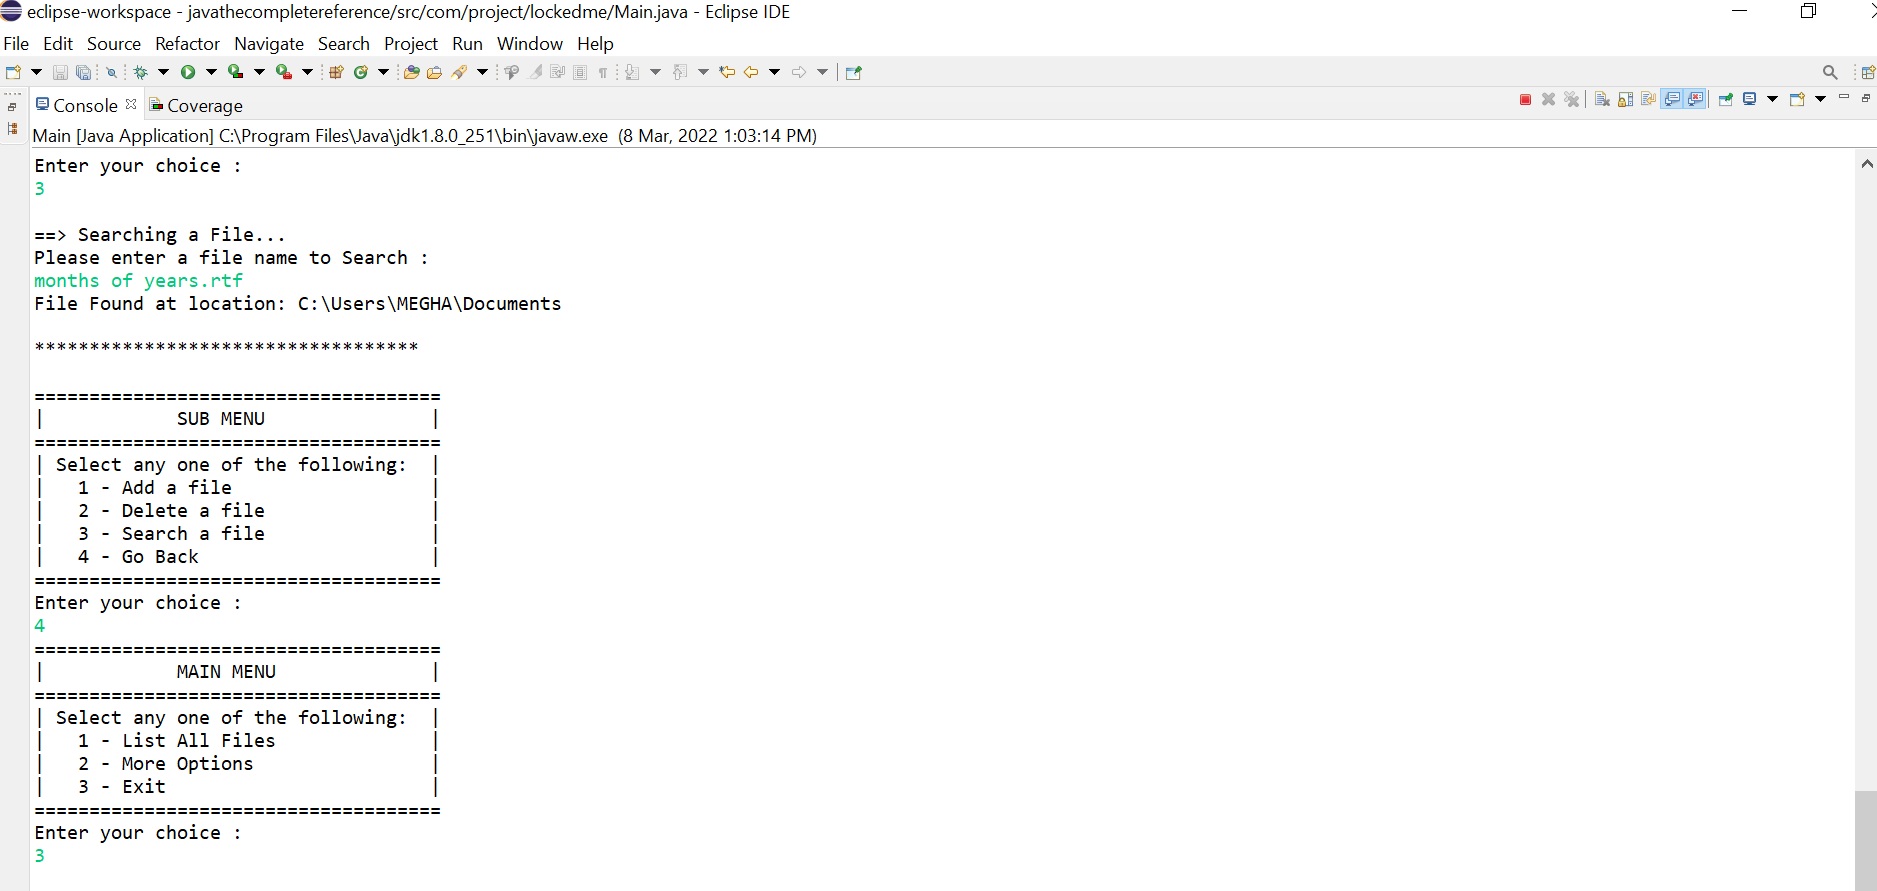 eclipse-workspace - javathecompletereference/src/com/project/lockedme/Main.java - Eclipse IDE
File Edit Source Refactor Navigate Search Project Run Window Help
Console Coverage
Main [Java Application] C:\Program Files\Java\jdk1.8.0_251\bin\javaw.exe (8 Mar, 2022 1:03:14 PM)
Enter your choice :
3
==> Searching a File...
Please enter a file name to Search :
months of years.rtf
File Found at location: C:\Users\MEGHA\Documents
***********************************
=====================================
| SUB MENU |
=====================================
| Select any one of the following: |
| 1 - Add a file |
| 2 - Delete a file |
| 3 - Search a file |
| 4 - Go Back |
=====================================
Enter your choice :
4
=====================================
| MAIN MENU |
=====================================
| Select any one of the following: |
| 1 - List All Files |
| 2 - More Options |
| 3 - Exit |
=====================================
Enter your choice :
3